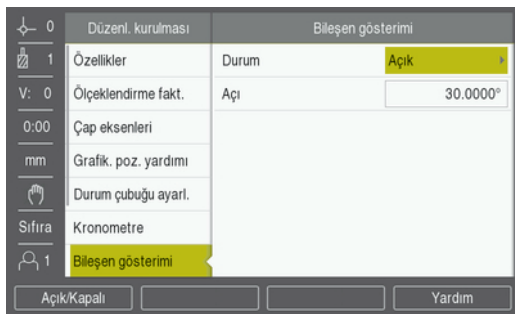 0 Düzenl. kurulması Bileşen gösterimi
1 Özellikler Durum Açık
V: 0 Ölçeklendirme fakt. Açı 30.0000°
0:00 Çap eksenleri
mm Grafik. poz. yardımı
Durum çubuğu ayarl.
Sıfıra Kronometre
1 Bileşen gösterimi
Açık/Kapalı Yardım